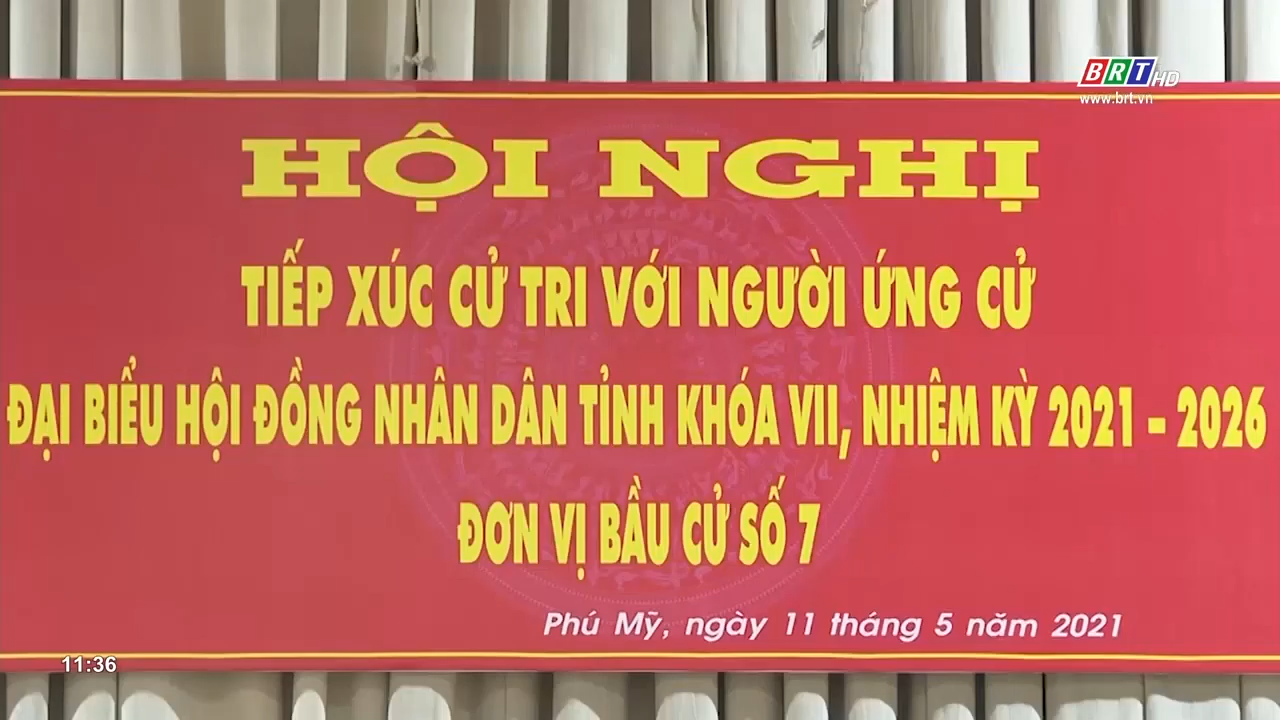 BRT HD
www.brt.vn
HỘI NGHỊ
TIẾP XÚC CỬ TRI VỚI NGƯỜI ỨNG CỬ
ĐẠI BIỂU HỘI ĐỒNG NHÂN DÂN TỈNH KHÓA VII, NHIỆM KỲ 2021 - 2026
ĐƠN VỊ BẦU CỬ SỐ 7
Phú Mỹ, ngày 11 tháng 5 năm 2021
11:36